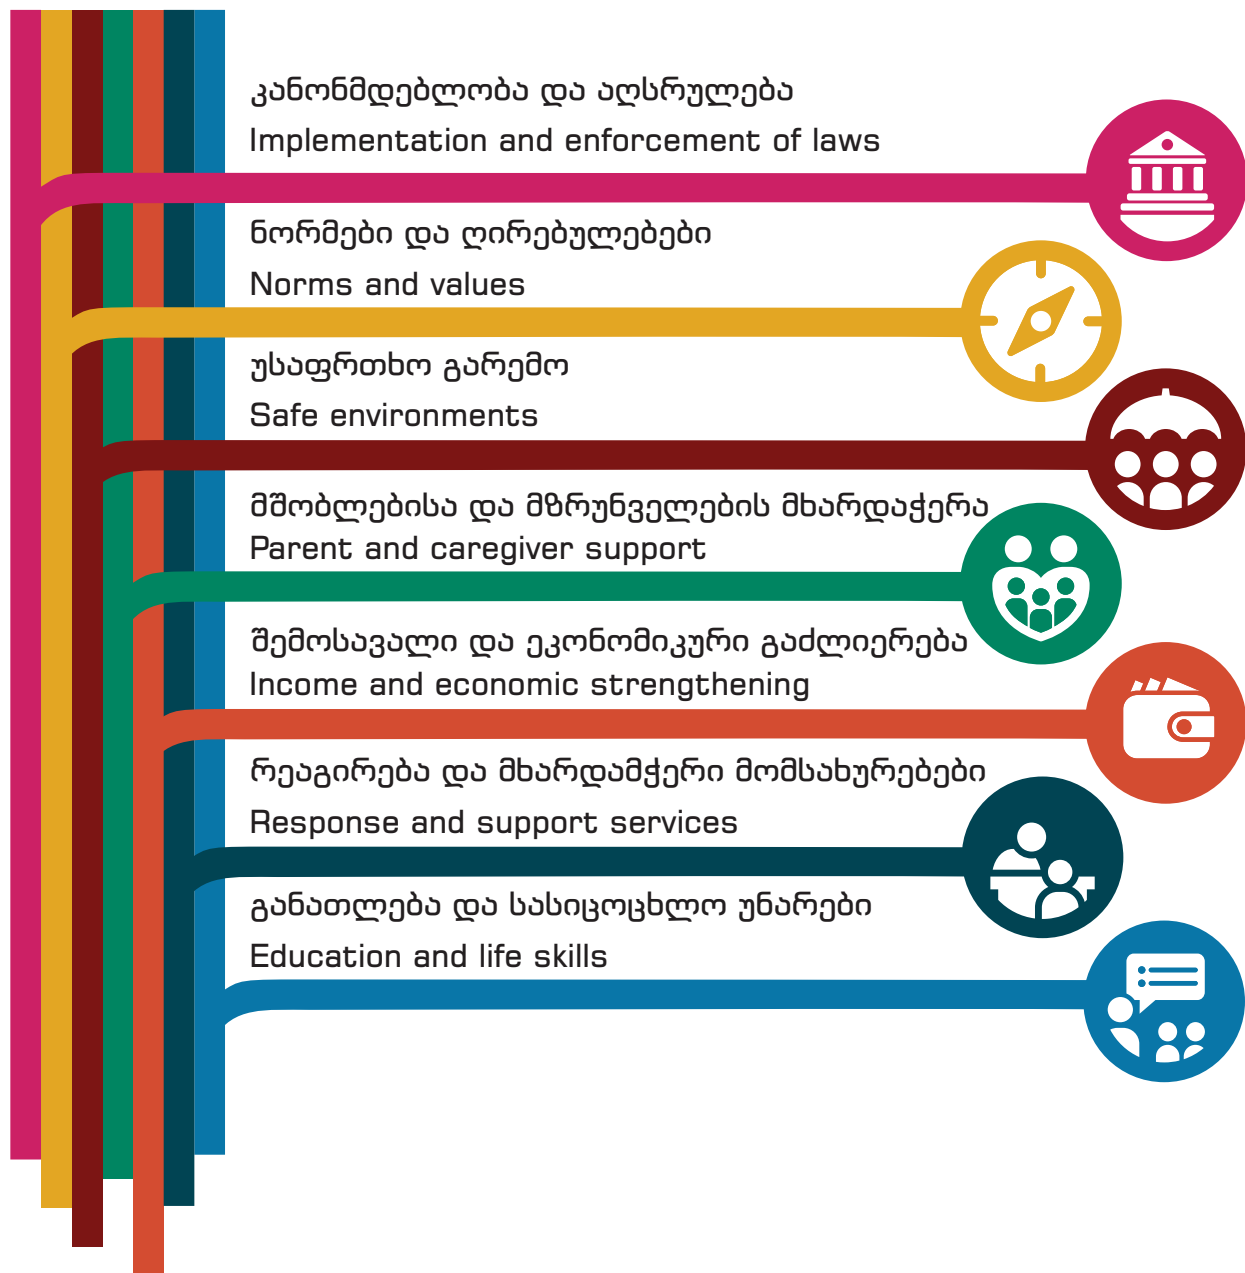 კანონმდებლობა და აღსრულება
Implementation and enforcement of laws
ნორმები და ღირებულებები
Norms and values
უსაფრთხო გარემო
Safe environments
მშობლებისა და მზრუნველების მხარდაჭერა
Parent and caregiver support
შემოსავალი და ეკონომიკური გაძლიერება
Income and economic strengthening
რეაგირება და მხარდამჭერი მომსახურებები
Response and support services
განათლება და სასიცოცხლო უნარები
Education and life skills